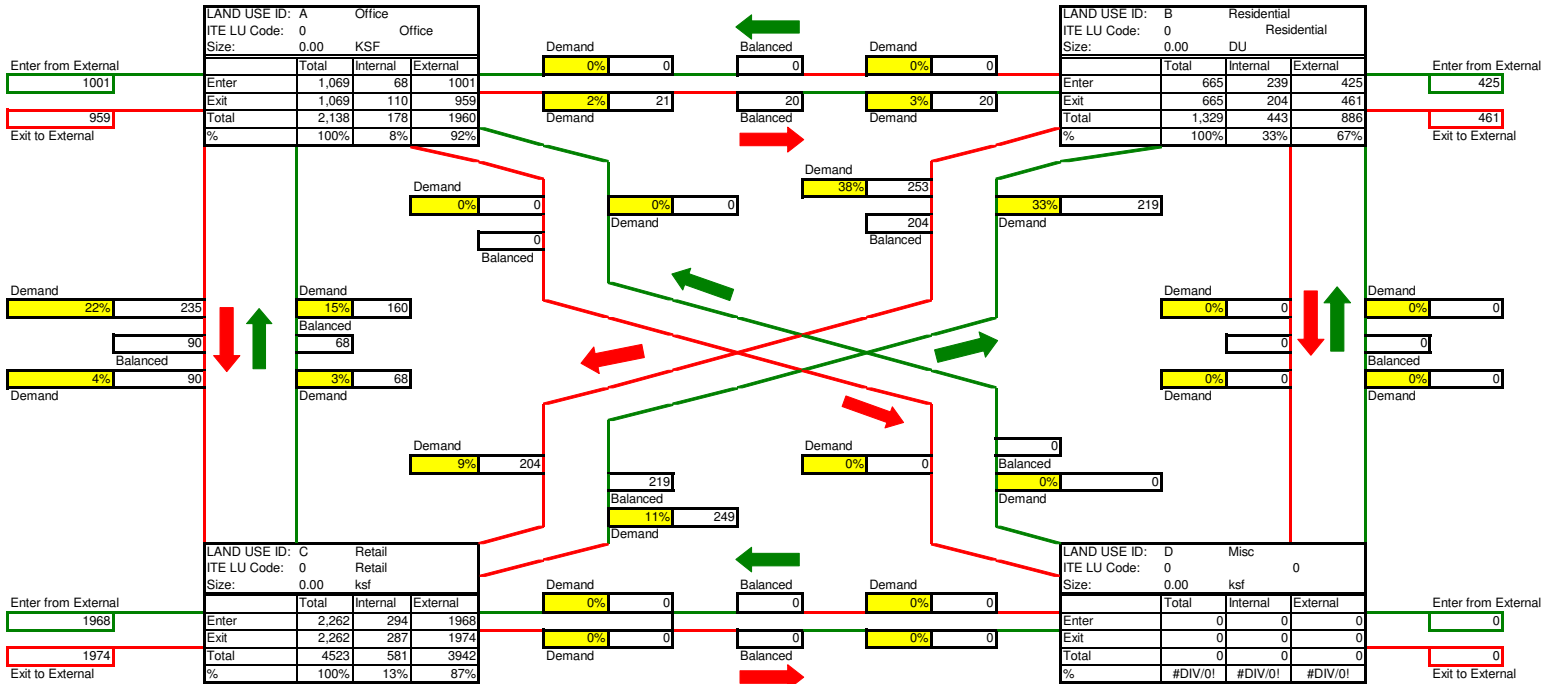 LAND USE ID: A Office
ITE LU Code: 0 Office
Size: 0.00 KSF
Total Internal External
Enter 1,069 68 1001
Exit 1,069 110 959
Total 2,138 178 1960
% 100% 8% 92%
Enter from External
1001
959
Exit to External
Demand Balanced Demand
0% 0 0 0% 0
2% 21 20 3% 20
Demand Balanced Demand
LAND USE ID: B Residential
ITE LU Code: 0 Residential
Size: 0.00 DU
Total Internal External
Enter 665 239 425
Exit 665 204 461
Total 1,329 443 886
% 100% 33% 67%
Enter from External
425
461
Exit to External
Demand
0% 0
0
Balanced
0% 0
Demand
Demand
38% 253
204
Balanced
33% 219
Demand
Demand
22% 235
90
Balanced
4% 90
Demand
Demand
15% 160
Balanced
68
3% 68
Demand
Demand
0% 0
0
0% 0
Demand
Demand
0% 0
0
Balanced
0% 0
Demand
Demand
9% 204
219
Balanced
11% 249
Demand
Demand
0% 0
0
Balanced
0% 0
Demand
LAND USE ID: C Retail
ITE LU Code: 0 Retail
Size: 0.00 ksf
Total Internal External
Enter 2,262 294 1968
Exit 2,262 287 1974
Total 4523 581 3942
% 100% 13% 87%
Enter from External
1968
1974
Exit to External
Demand Balanced Demand
0% 0 0 0% 0
0% 0 0 0% 0
Demand Balanced Demand
LAND USE ID: D Misc
ITE LU Code: 0 0
Size: 0.00 ksf
Total Internal External
Enter 0 0 0
Exit 0 0 0
Total 0 0 0
% #DIV/0! #DIV/0! #DIV/0!
Enter from External
0
0
Exit to External